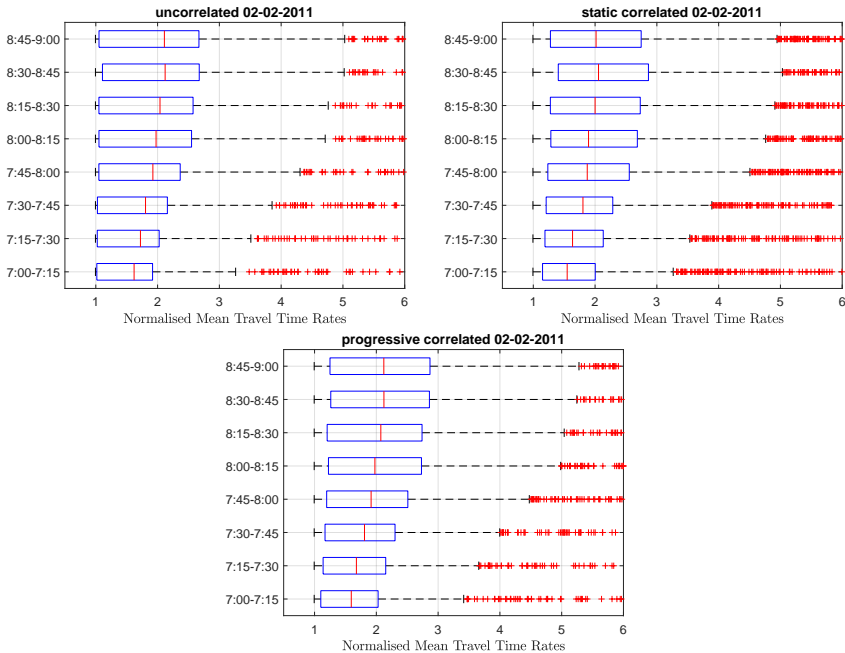 uncorrelated 02-02-2011
8:45-9:00
8:30-8:45
8:15-8:30
8:00-8:15
7:45-8:00
7:30-7:45
7:15-7:30
7:00-7:15
1 2 3 4 5 6
Normalised Mean Travel Time Rates
static correlated 02-02-2011
8:45-9:00
8:30-8:45
8:15-8:30
8:00-8:15
7:45-8:00
7:30-7:45
7:15-7:30
7:00-7:15
1 2 3 4 5 6
Normalised Mean Travel Time Rates
progressive correlated 02-02-2011
8:45-9:00
8:30-8:45
8:15-8:30
8:00-8:15
7:45-8:00
7:30-7:45
7:15-7:30
7:00-7:15
1 2 3 4 5 6
Normalised Mean Travel Time Rates